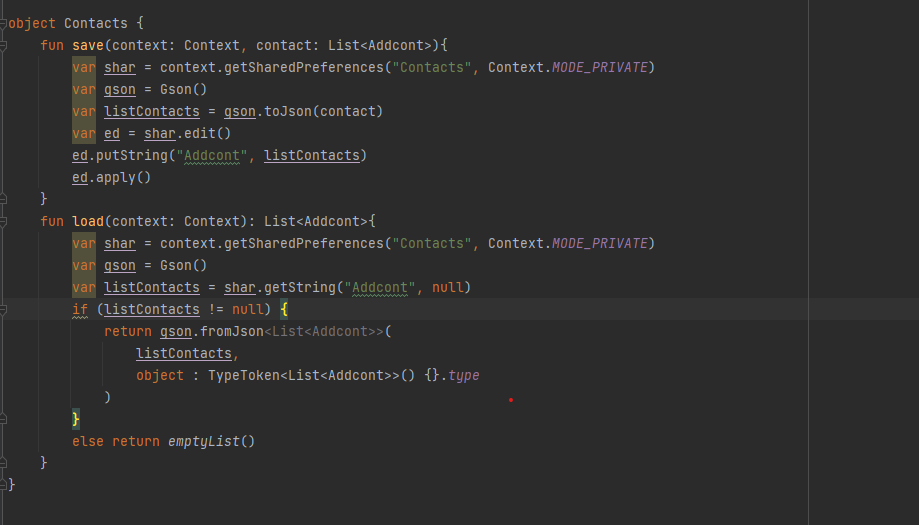 object Contacts {
    fun save(context: Context, contact: List<Addcont>){
        var shar = context.getSharedPreferences("Contacts", Context.MODE_PRIVATE)
        var gson = Gson()
        var listContacts = gson.toJson(contact)
        var ed = shar.edit()
        ed.putString("Addcont", listContacts)
        ed.apply()
    }
    fun load(context: Context): List<Addcont>{
        var shar = context.getSharedPreferences("Contacts", Context.MODE_PRIVATE)
        var gson = Gson()
        var listContacts = shar.getString("Addcont", null)
        if (listContacts != null) {
            return gson.fromJson<List<Addcont>>(
                listContacts,
                object : TypeToken<List<Addcont>>() {}.type
            )
        }
        else return emptyList()
    }
}